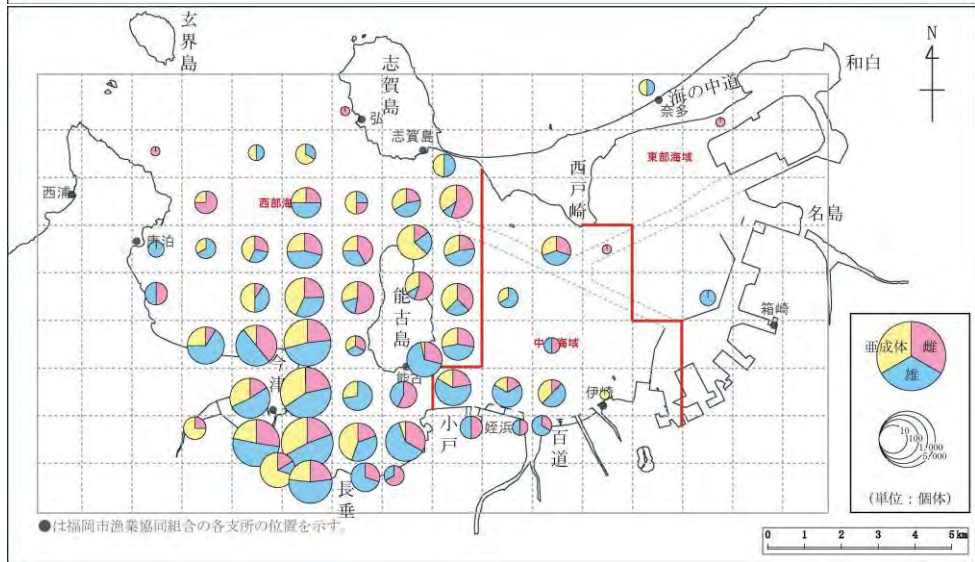 玄界島
志賀島
弘
志賀島
海の中道
奈多
和白
N
西戸崎
東部海域
名島
西浦
西部海
唐泊
能古島
箱崎
今津
能古
中
海域
伊崎
小戸
姪浜
百道
長垂
亜成体
雌
雄
10
100
1,000
5,000
(単位:個体)
●は福岡市漁業協同組合の各支所の位置を示す。
0 1 2 3 4 5km